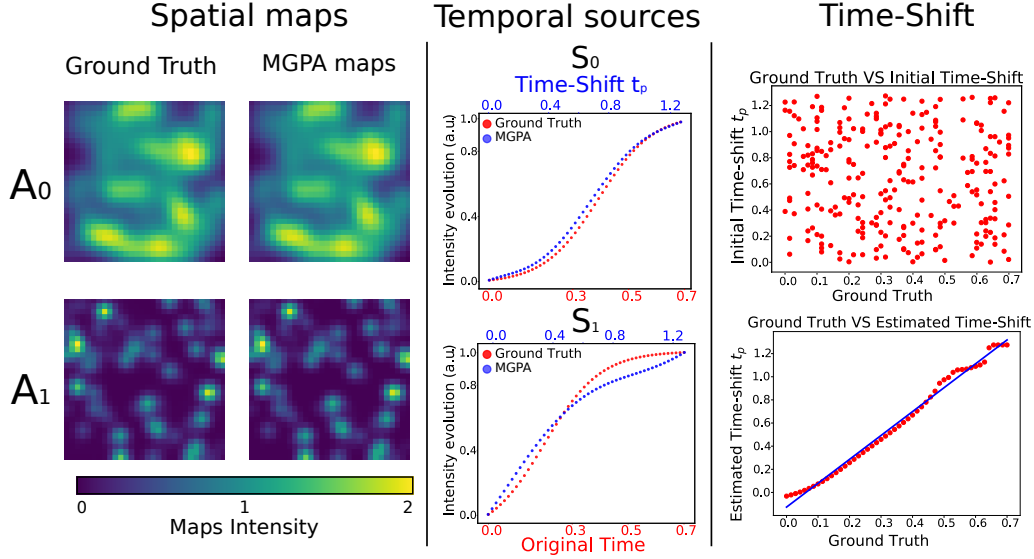 Spatial maps
Temporal sources
Time-Shift
Ground Truth
MGPA maps
A0
A1
0
1
2
Maps Intensity
S0
Time-Shift tp
0.0 0.4 0.6 0.8 1.2
Ground Truth
MGPA
Intensity evolution (a.u.)
0.0
0.4
1.0
0.0 0.3 0.5 0.7
S1
0.0 0.4 0.6 0.8 1.2
Ground Truth
MGPA
Intensity evolution (a.u)
0.0
0.4
1.0
0.0 0.3 0.5 0.7
Original Time
Ground Truth VS Initial Time-Shift
Initial Time-shift tp
1.2
1.0
0.8
0.6
0.4
0.2
0.0
0.0 0.1 0.2 0.3 0.4 0.5 0.6 0.7
Ground Truth
Ground Truth VS Estimated Time-Shift
Estimated Time-shift tp
1.2
1.0
0.8
0.6
0.4
0.2
0.0
0.0 0.1 0.2 0.3 0.4 0.5 0.6 0.7
Ground Truth